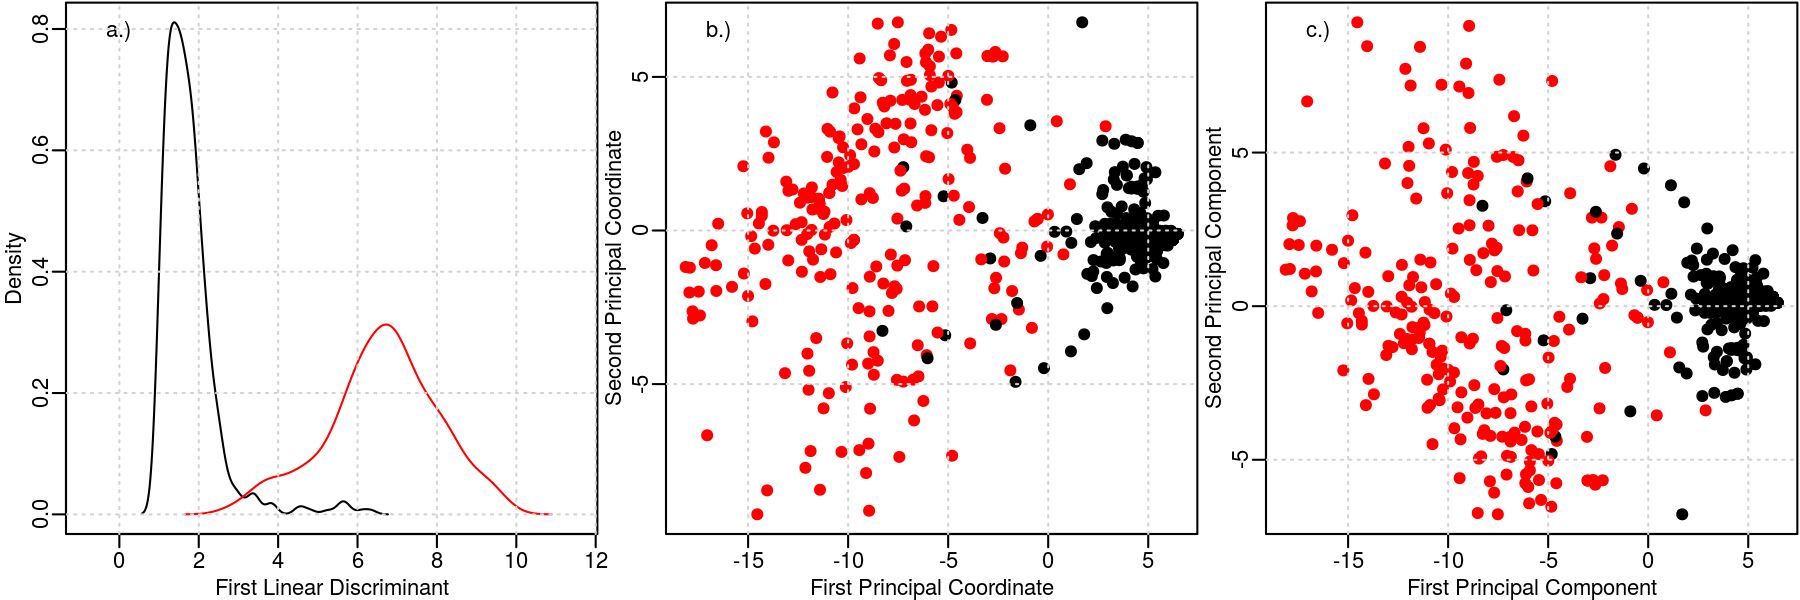 a.)
0.8
0.6
0.4
0.2
0.0
Density
0 2 4 6 8 10 12
First Linear Discriminant
b.)
5
0
-5
Second Principal Coordinate
-15 -10 -5 0 5
First Principal Coordinate
c.)
5
0
-5
Second Principal Component
-15 -10 -5 0 5
First Principal Component